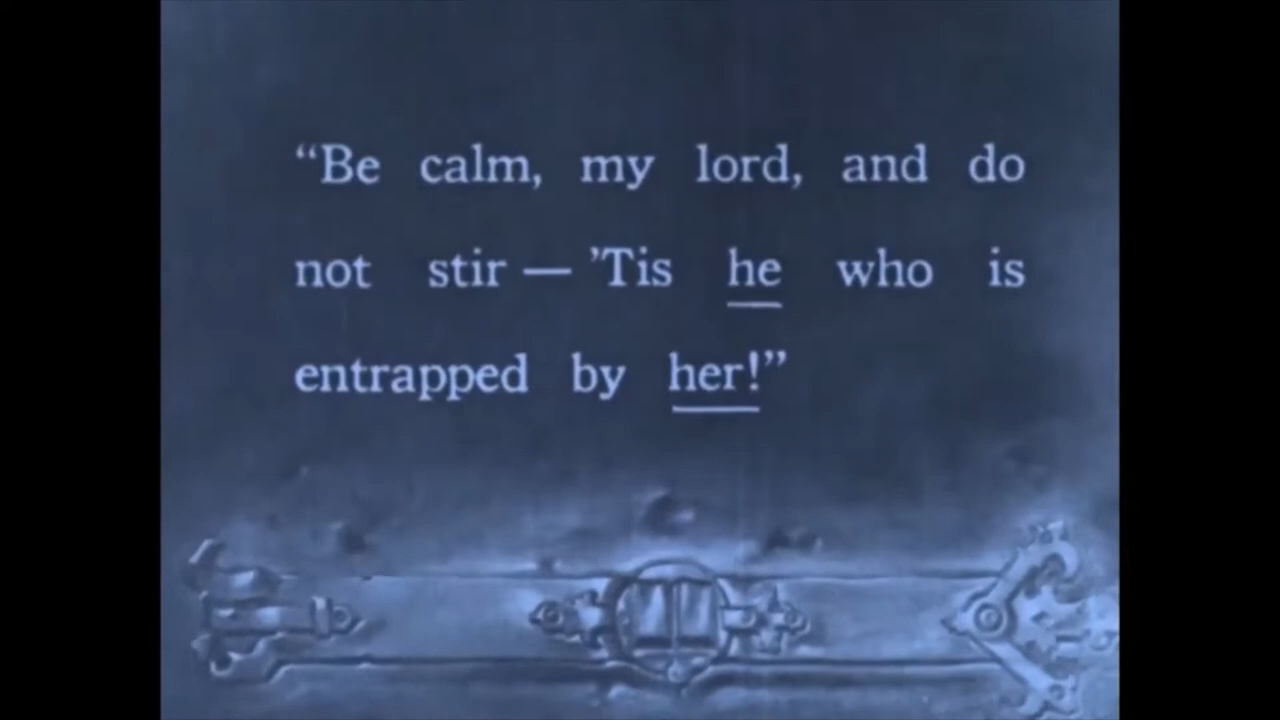 “Be calm, my lord, and do
not stir — ’Tis he who is
entrapped by her!”